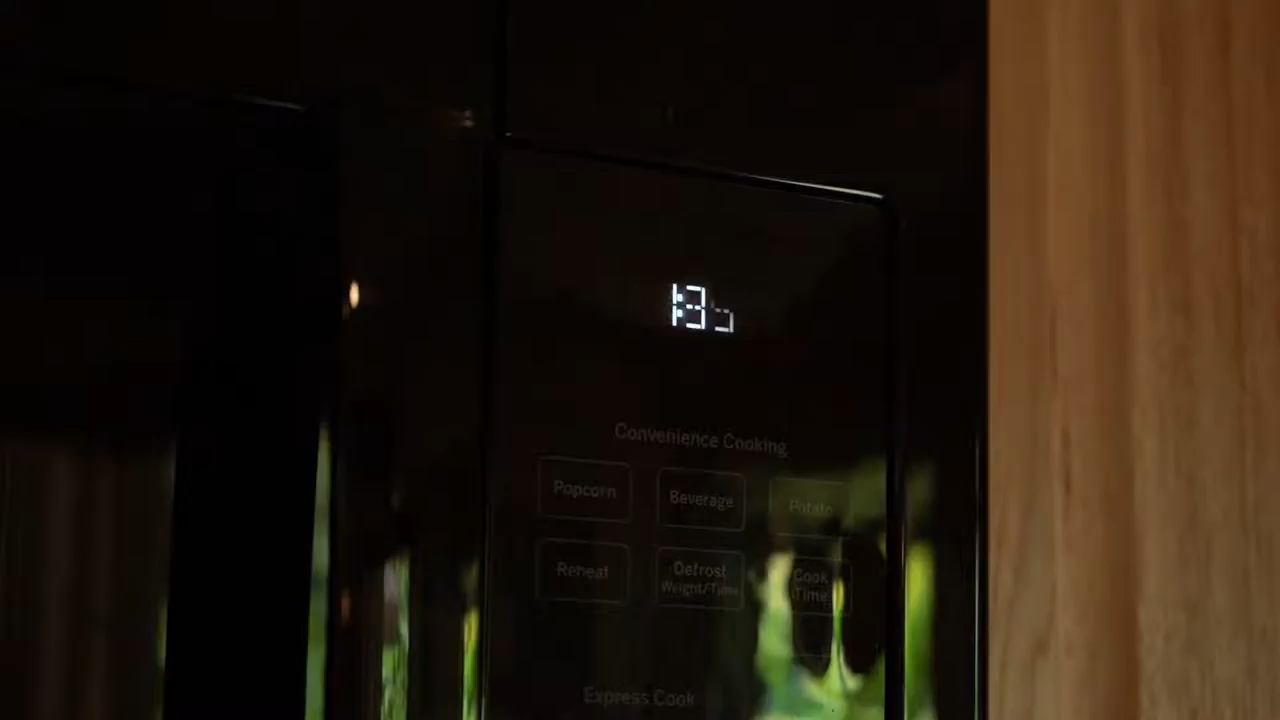 Convenience Cooking
Popcorn Beverage Potato
Reheat Defrost Weight/Time Cook Time
Express Cook